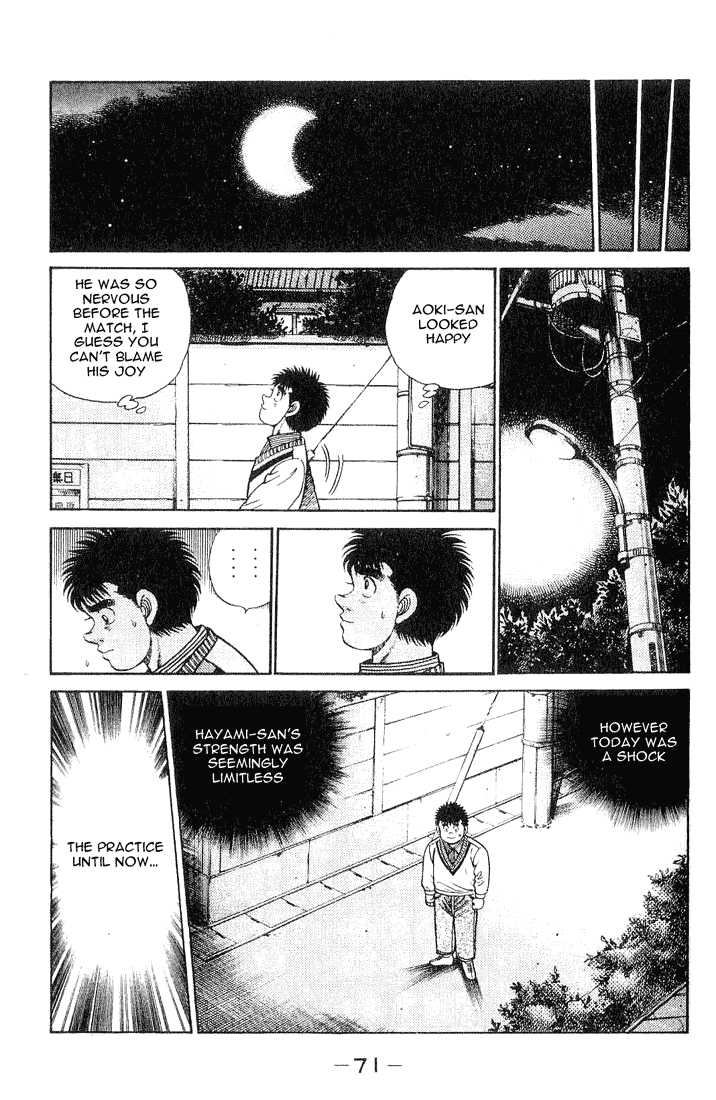 AOKI-SAN
LOOKED
HAPPY
HE WAS SO
NERVOUS
BEFORE THE
MATCH, I
GUESS YOU
CAN'T BLAME
HIS JOY
HOWEVER
TODAY WAS
A SHOCK
HAYAMI-SAN'S
STRENGTH WAS
SEEMINGLY
LIMITLESS
THE PRACTICE
UNTIL NOW...
—71—